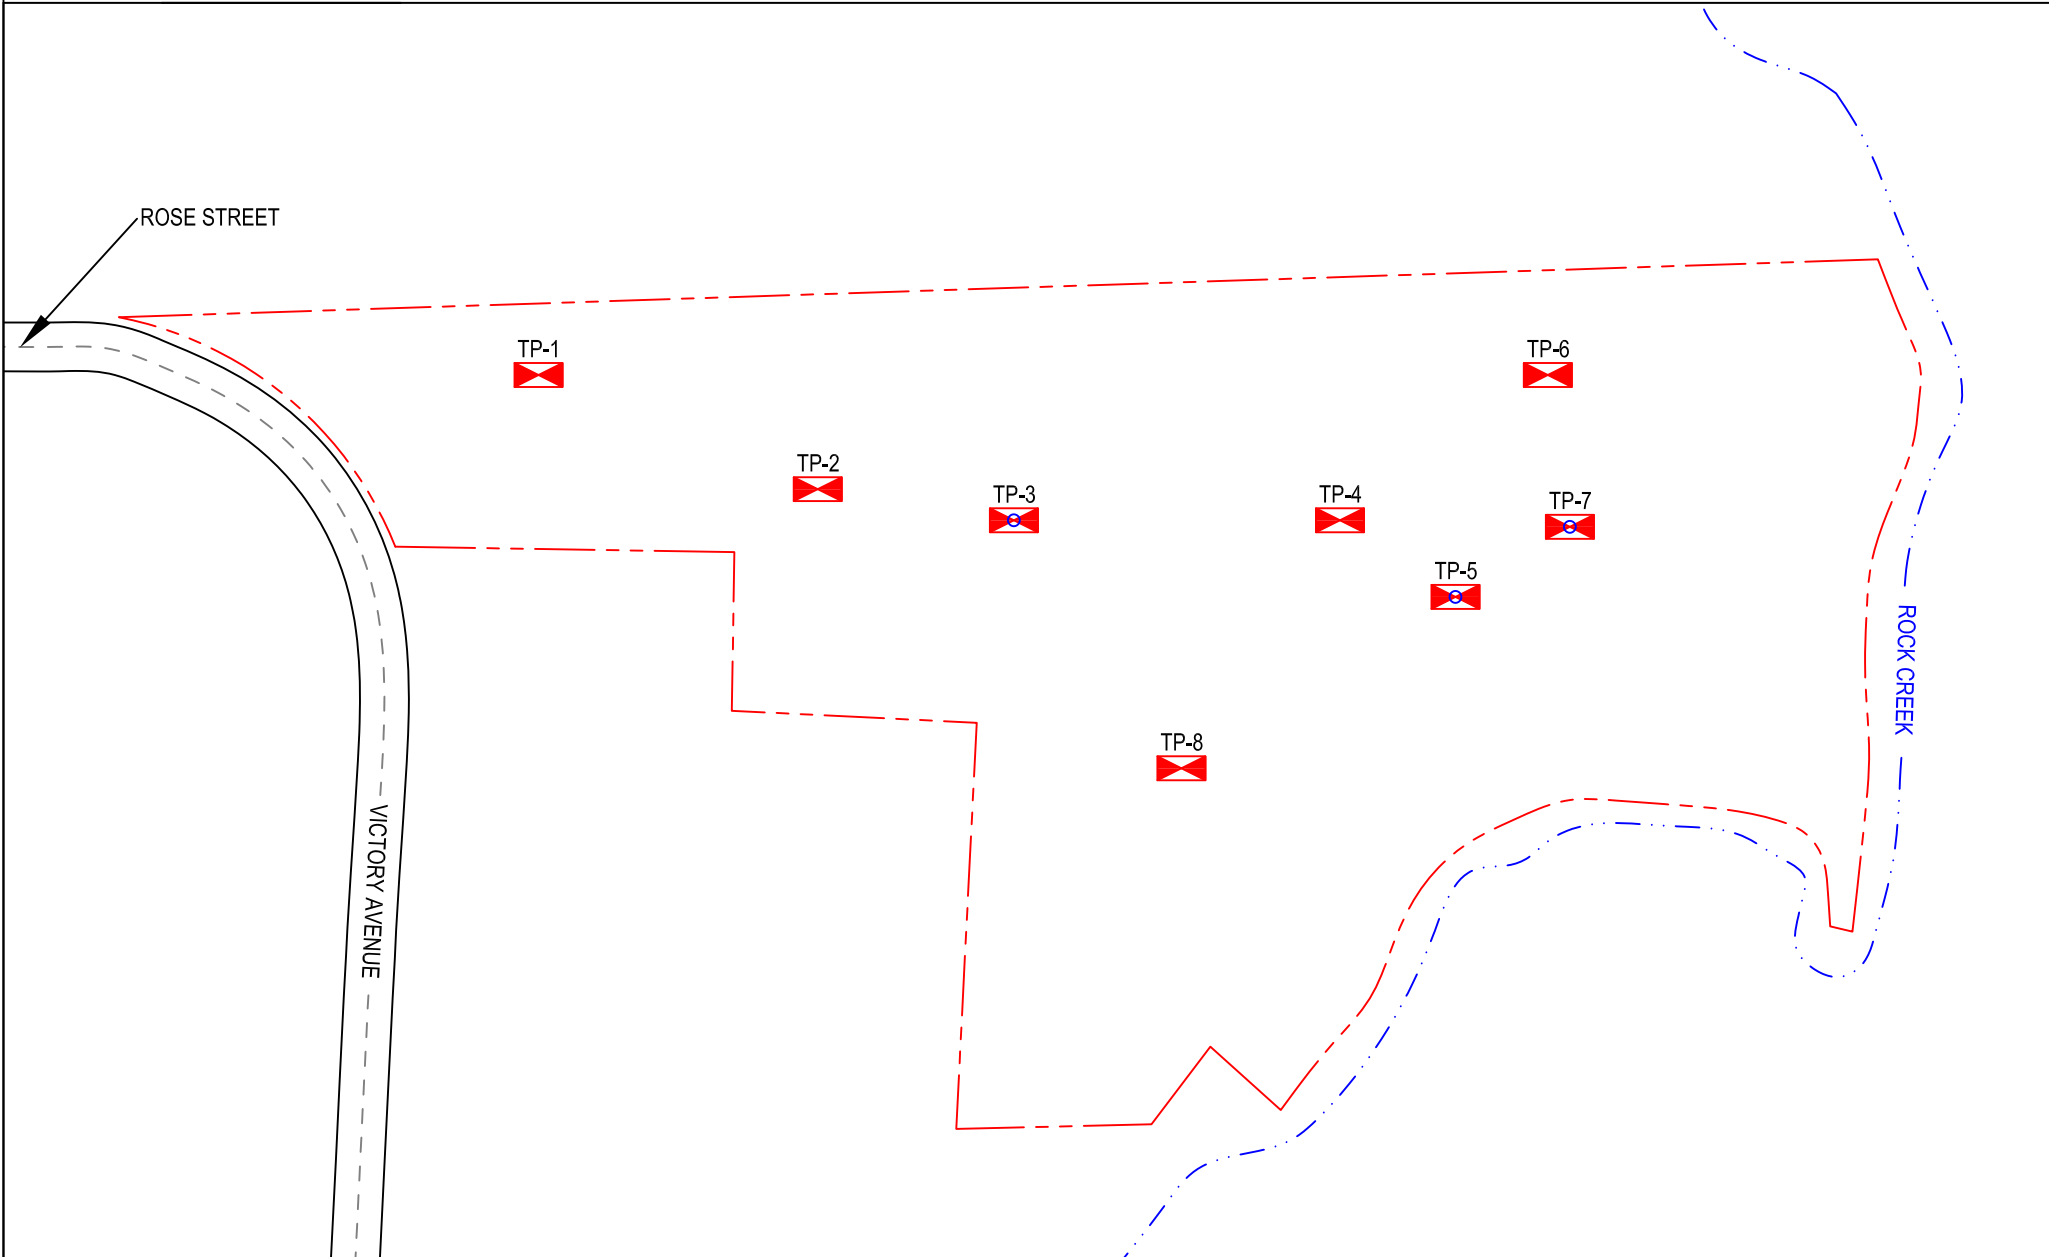 ROSE STREET
TP-1
TP-6
TP-2
TP-3
TP-4
TP-7
TP-5
ROCK CREEK
TP-8
VICTORY AVENUE